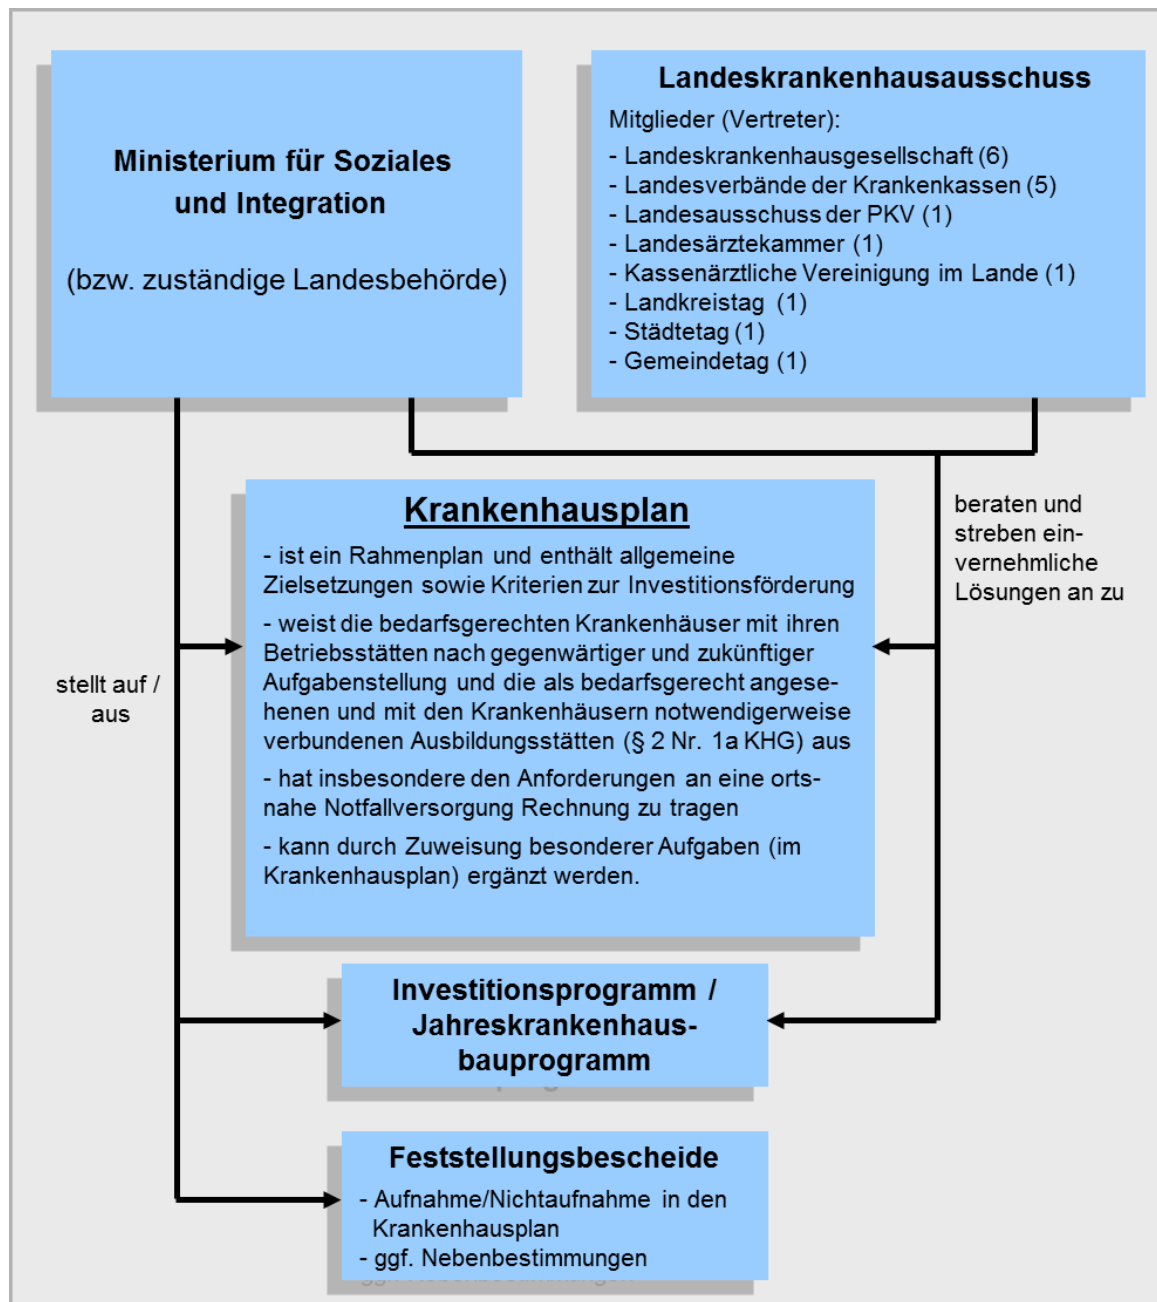 Ministerium für Soziales
und Integration
(bzw. zuständige Landesbehörde)
Landeskrankenhausausschuss
Mitglieder (Vertreter):
- Landeskrankenhausgesellschaft (6)
- Landesverbände der Krankenkassen (5)
- Landesausschuss der PKV (1)
- Landesärztekammer (1)
- Kassenärztliche Vereinigung im Lande (1)
- Landkreistag (1)
- Städtetag (1)
- Gemeindetag (1)
Krankenhausplan
- ist ein Rahmenplan und enthält allgemeine
Zielsetzungen sowie Kriterien zur Investitionsförderung
- weist die bedarfsgerechten Krankenhäuser mit ihren
Betriebsstätten nach gegenwärtiger und zukünftiger
Aufgabenstellung und die als bedarfsgerecht angese-
henen und mit den Krankenhäusern notwendigerweise
verbundenen Ausbildungsstätten (§ 2 Nr. 1a KHG) aus
- hat insbesondere den Anforderungen an eine orts-
nahe Notfallversorgung Rechnung zu tragen
- kann durch Zuweisung besonderer Aufgaben (im
Krankenhausplan) ergänzt werden.
beraten und
streben ein-
vernehmliche
Lösungen an zu
stellt auf /
aus
Investitionsprogramm /
Jahreskrankenhaus-
bauprogramm
Feststellungsbescheide
- Aufnahme/Nichtaufnahme in den
Krankenhausplan
- ggf. Nebenbestimmungen